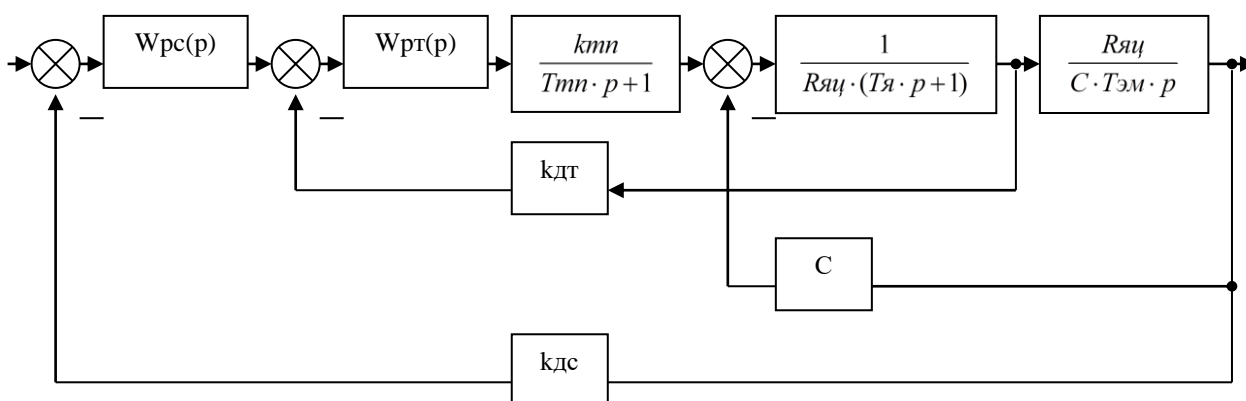 Wрс(р)
Wрт(р)
kтп
Tтп · p+1
1
Rяц · (Tя · p+1)
Rяц
C · Tэм · p
—
—
—
kдт
C
kдс